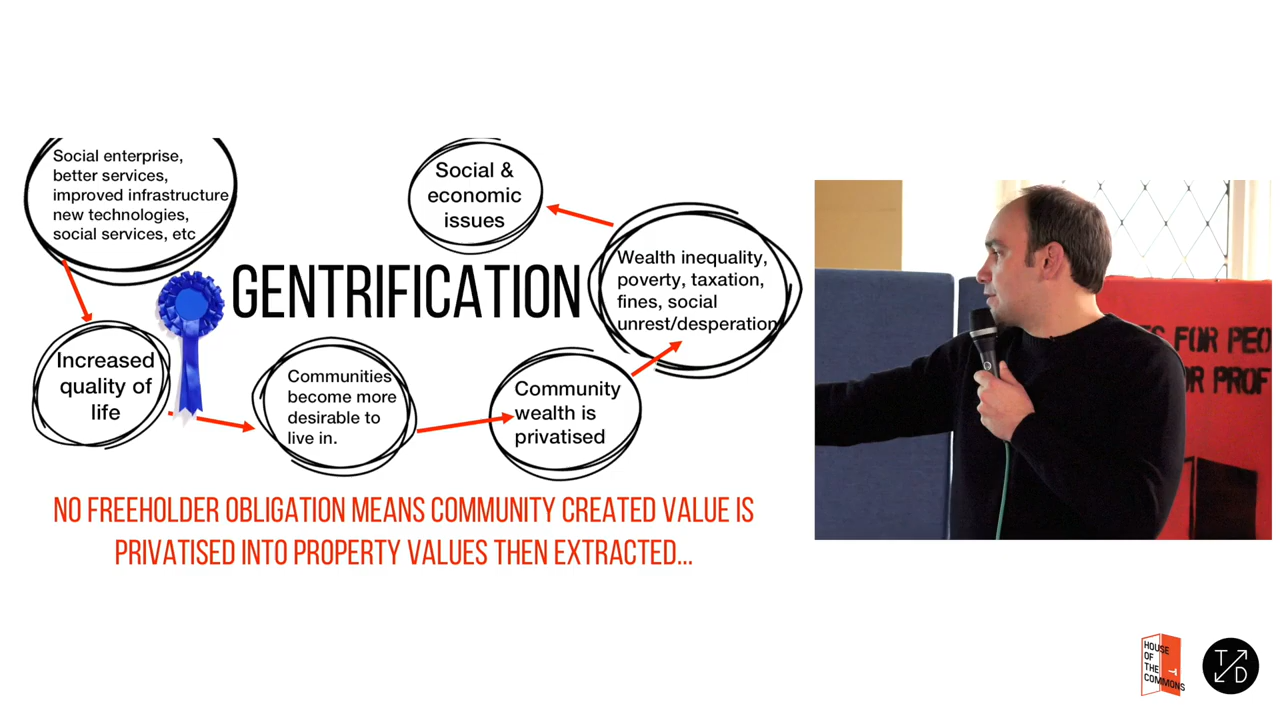 Social enterprise,
better services,
improved infrastructure
new technologies,
social services, etc
Social &
economic
issues
GENTRIFICATION
Wealth inequality,
poverty, taxation,
fines, social
unrest/desperation
Increased
quality of
life
Communities
become more
desirable to
live in.
Community
wealth is
privatised
NO FREEHOLDER OBLIGATION MEANS COMMUNITY CREATED VALUE IS
PRIVATISED INTO PROPERTY VALUES THEN EXTRACTED...
FOR PEO
OR PROF
HOUSE
OF
THE
COMMONS
T
D